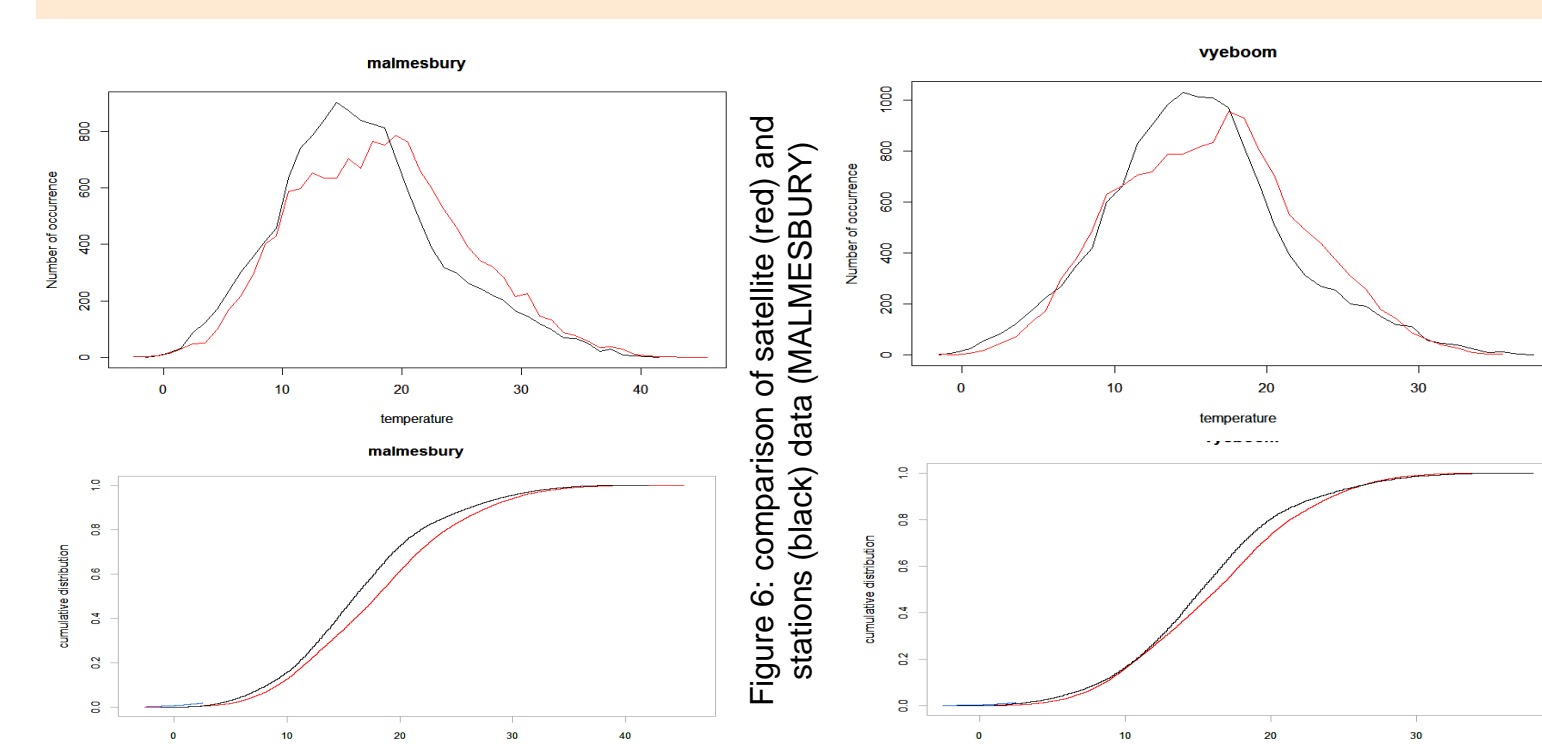 malmesbury
Number of occurrence
800
600
400
200
0
0 10 20 30 40
temperature
malmesbury
cumulative distribution
1.0
0.8
0.6
0.4
0.2
0.0
0 10 20 30 40
Figure 6: comparison of satellite (red) and
stations (black) data (MALMESBURY)
vyeboom
Number of occurrence
1000
800
600
400
200
0
0 10 20 30
temperature
cumulative distribution
1.0
0.8
0.6
0.4
0.2
0.0
0 10 20 30